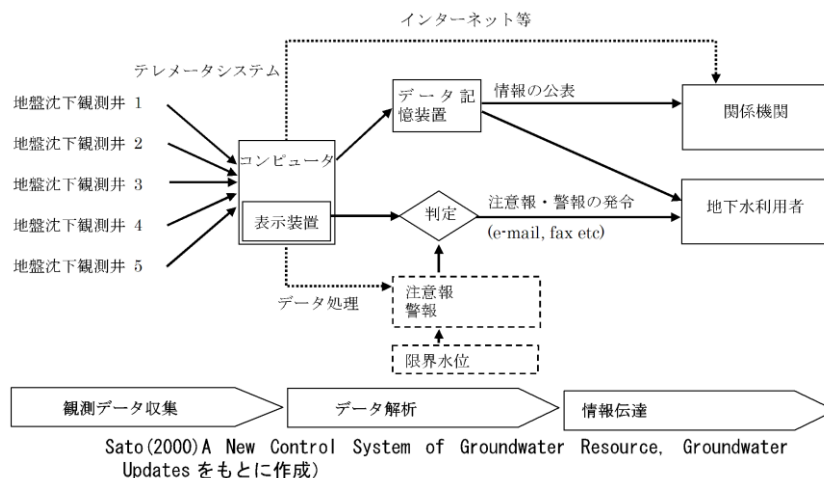 インターネット等
テレメータシステム
地盤沈下観測井 1
地盤沈下観測井 2
地盤沈下観測井 3
地盤沈下観測井 4
地盤沈下観測井 5
コンピュータ
表示装置
データ記
憶装置
情報の公表
関係機関
判定
注意報・警報の発令
(e-mail, fax etc)
地下水利用者
データ処理
注意報
警報
限界水位
観測データ収集
データ解析
情報伝達
Sato(2000)A New Control System of Groundwater Resource, Groundwater
Updates をもとに作成)